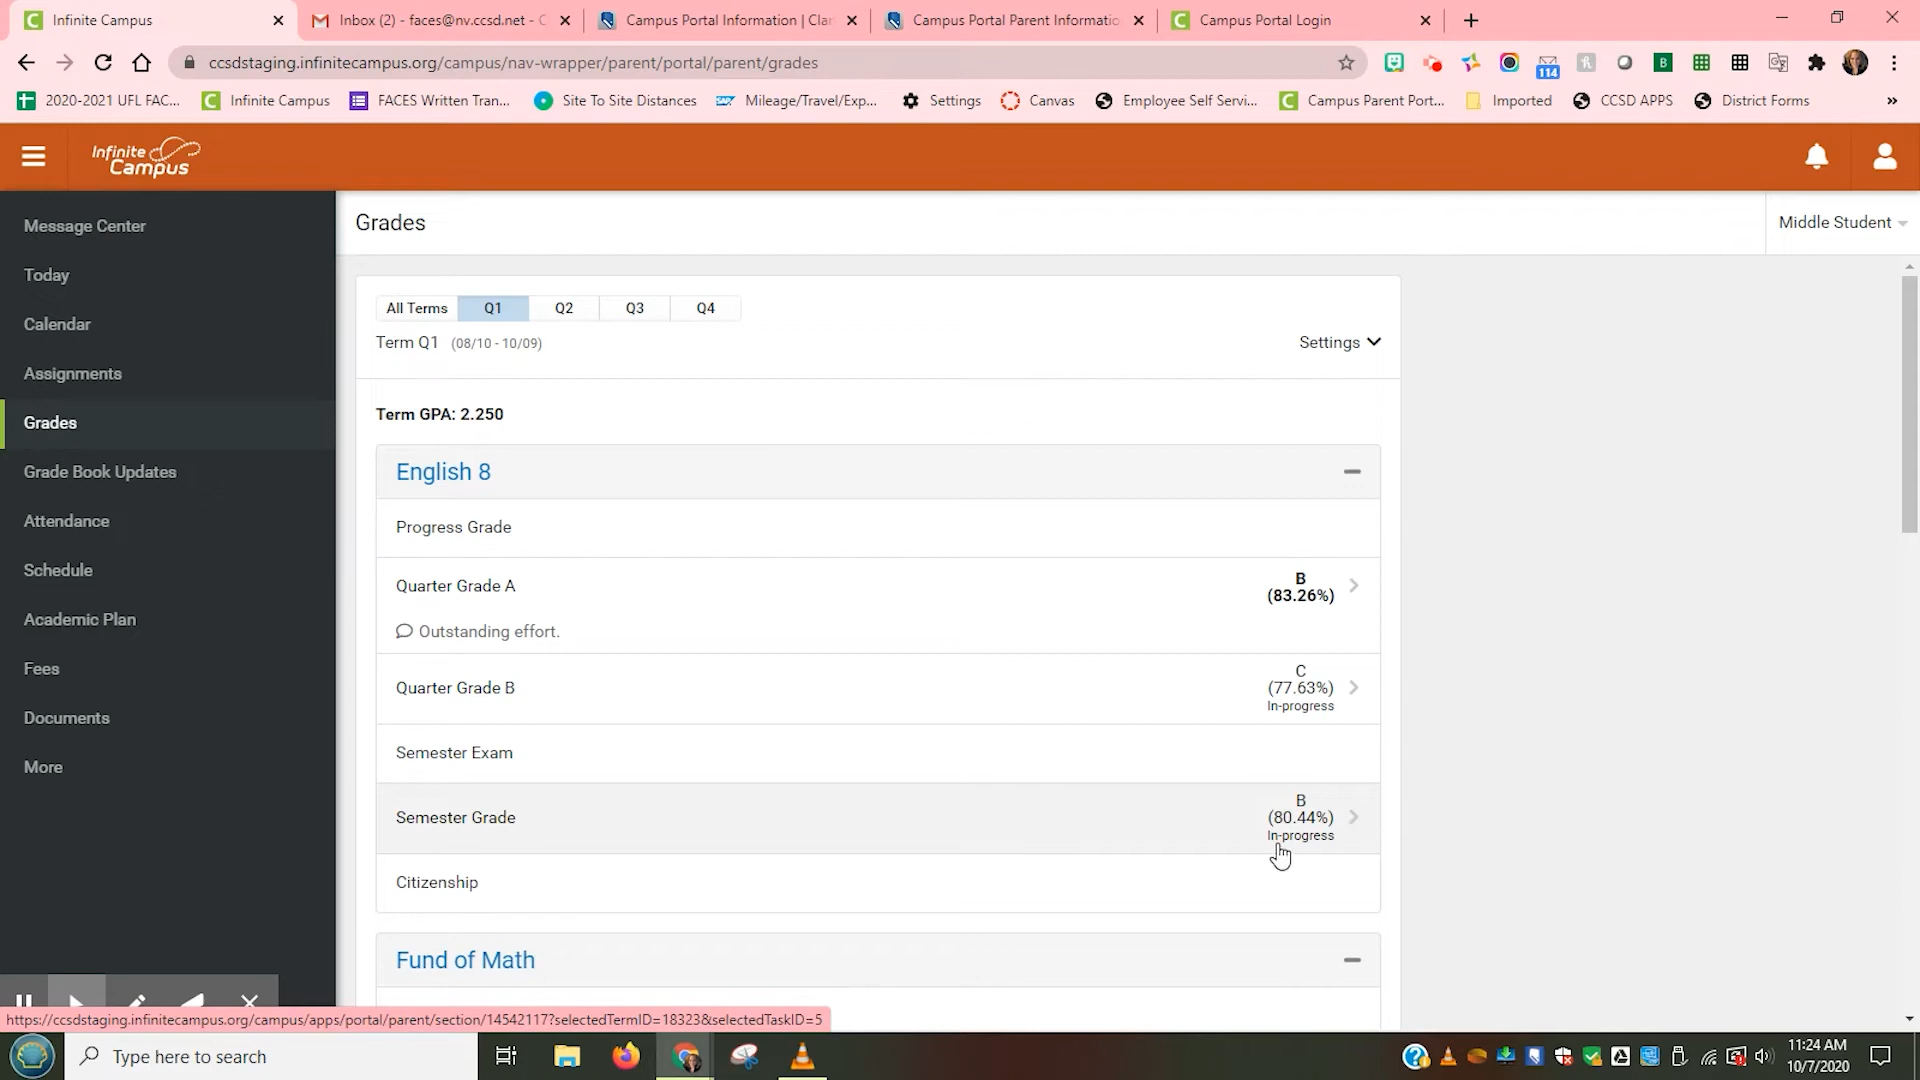 Infinite Campus
Inbox (2) - faces@nv.ccsd.net - C
Campus Portal Information | Clar
Campus Portal Parent Informatio
Campus Portal Login
ccsdstaging.infinitecampus.org/campus/nav-wrapper/parent/portal/parent/grades
114
2020-2021 UFL FAC...
Infinite Campus
FACES Written Tran...
Site To Site Distances
Mileage/Travel/Exp...
Settings
Canvas
Employee Self Servi...
Campus Parent Port...
Imported
CCSD APPS
District Forms
»
Infinite
Campus
Message Center
Today
Calendar
Assignments
Grades
Grade Book Updates
Attendance
Schedule
Academic Plan
Fees
Documents
More
Grades
Middle Student
All Terms
Q1
Q2
Q3
Q4
Term Q1 (08/10 - 10/09)
Settings
Term GPA: 2.250
English 8
Progress Grade
Quarter Grade A
B
(83.26%)
Outstanding effort.
Quarter Grade B
C
(77.63%)
In-progress
Semester Exam
Semester Grade
B
(80.44%)
In-progress
Citizenship
Fund of Math
https://ccsdstaging.infinitecampus.org/campus/apps/portal/parent/section/14542117?selectedTermID=18323&selectedTaskID=5
Type here to search
11:24 AM
10/7/2020